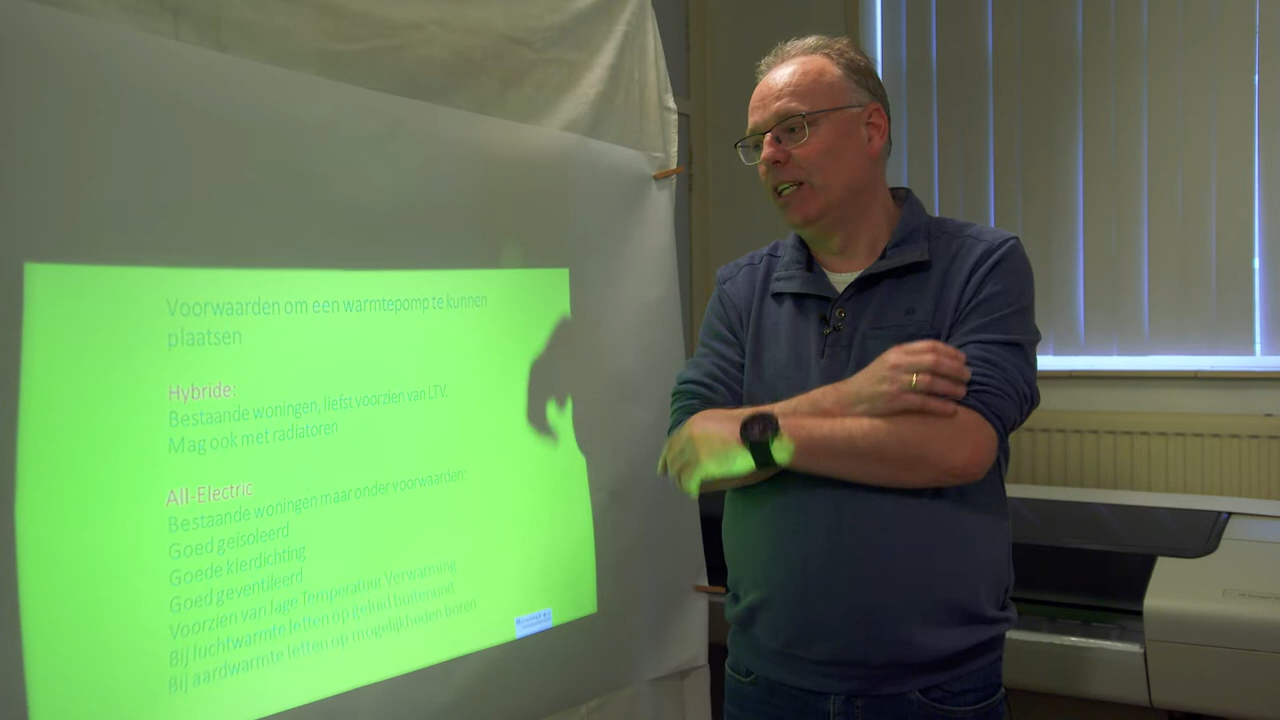 Voorwaarden om een warmtepomp te kunnen
plaatsen
Hybride:
Bestaande woningen, liefst voorzien van LTV.
Mag ook met radiatoren
All-Electric
Bestaande woningen maar onder voorwaarden:
Goed geïsoleerd
Goede kierdichting
Goed geventileerd
Voorzien van lage Temperatuur Verwarming
Bij luchtwarmte letten op geluid buitenunit
Bij aardwarmte letten op mogelijkheden boren